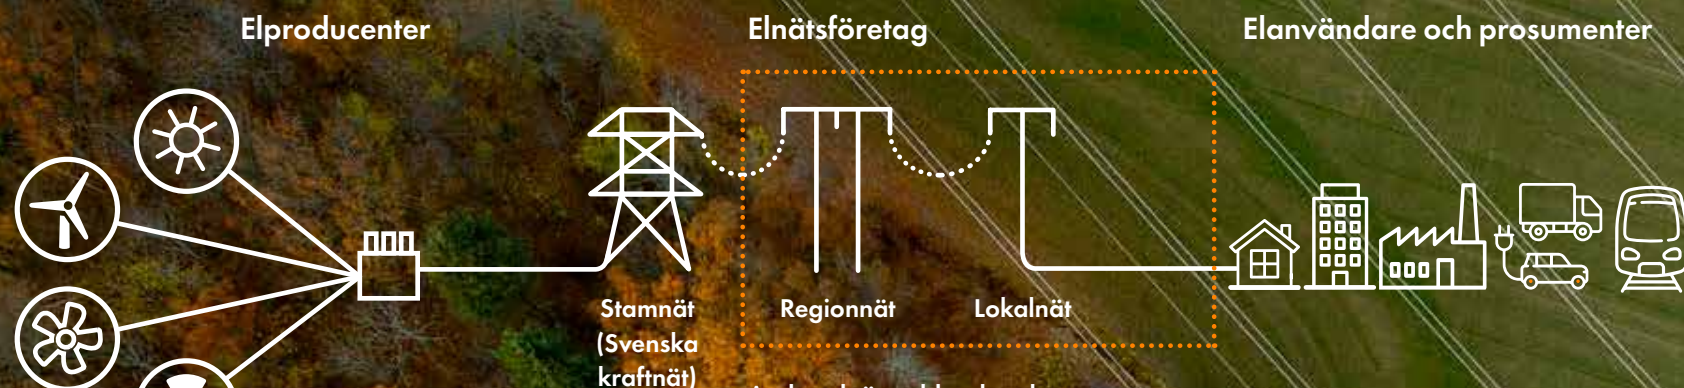 Elproducenter
Elnätsföretag
Elanvändare och prosumenter
Stamnät
(Svenska
kraftnät)
Regionnät
Lokalnät